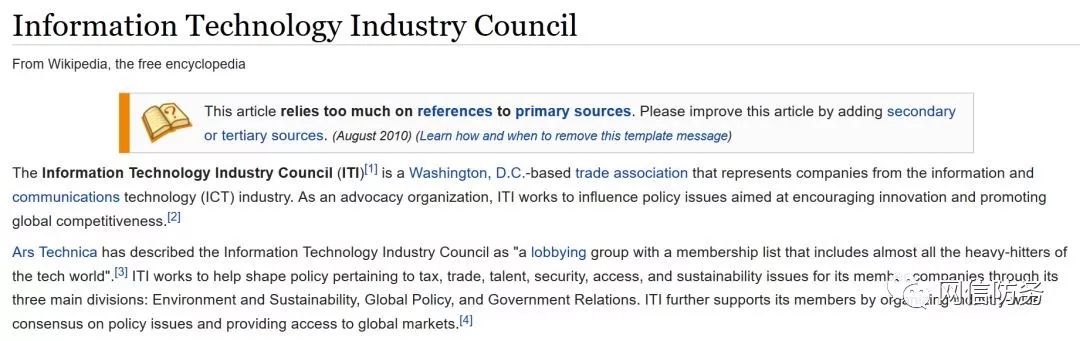 Information Technology Industry Council
From Wikipedia, the free encyclopedia
This article relies too much on references to primary sources. Please improve this article by adding secondary
or tertiary sources. (August 2010) (Learn how and when to remove this template message)
The Information Technology Industry Council (ITI)[1] is a Washington, D.C.-based trade association that represents companies from the information and
communications technology (ICT) industry. As an advocacy organization, ITI works to influence policy issues aimed at encouraging innovation and promoting
global competitiveness.[2]
Ars Technica has described the Information Technology Industry Council as "a lobbying group with a membership list that includes almost all the heavy-hitters of
the tech world".[3] ITI works to help shape policy pertaining to tax, trade, talent, security, access, and sustainability issues for its companies through its
three main divisions: Environment and Sustainability, Global Policy, and Government Relations. ITI further supports its members by
consensus on policy issues and providing access to global markets.[4]
网信防务